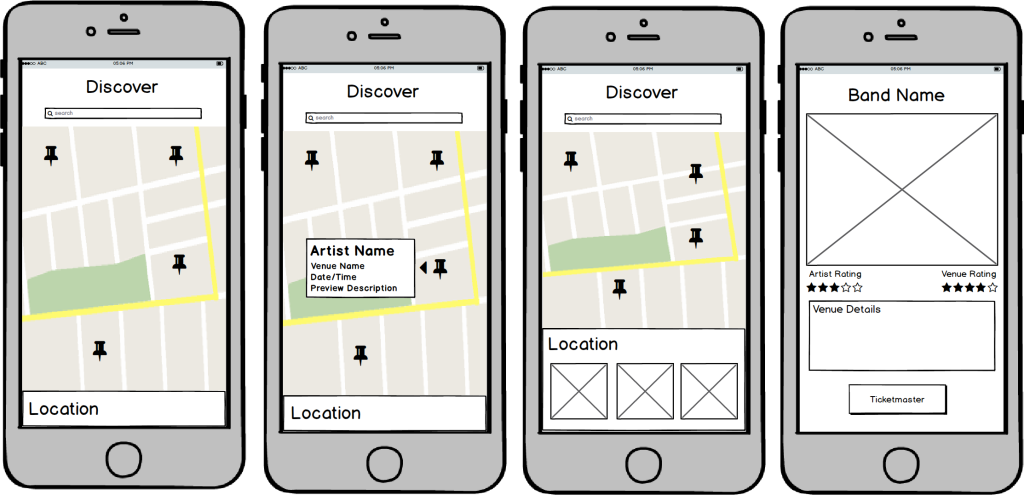 ABC 05:06 PM
Discover
search
Location
ABC 05:06 PM
Discover
search
Artist Name
Venue Name
Date/Time
Preview Description
Location
ABC 05:06 PM
Discover
search
Location
ABC 05:06 PM
Band Name
Artist Rating Venue Rating
Venue Details
Ticketmaster